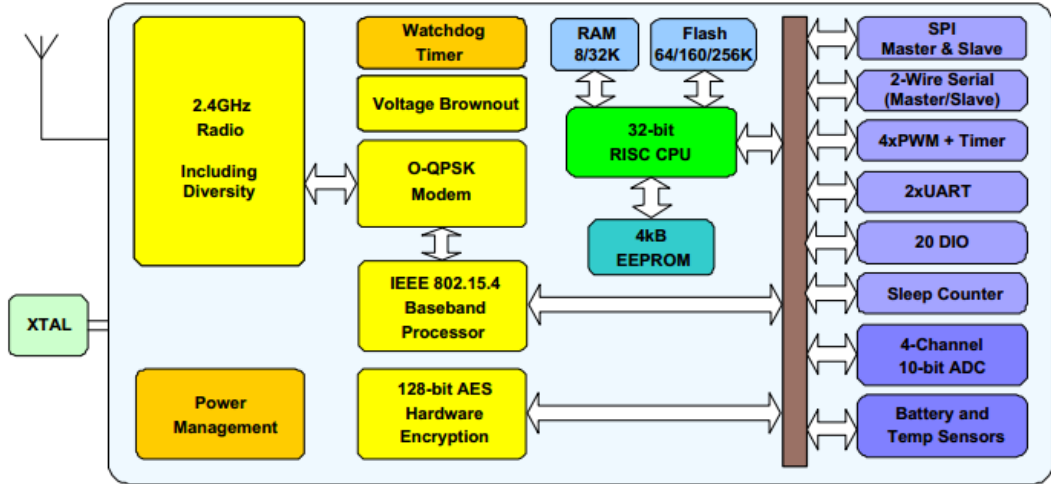 2.4GHz
Radio
Including
Diversity
Watchdog
Timer
Voltage Brownout
O-QPSK
Modem
IEEE 802.15.4
Baseband
Processor
128-bit AES
Hardware
Encryption
Power
Management
XTAL
RAM
8/32K
Flash
64/160/256K
32-bit
RISC CPU
4kB
EEPROM
SPI
Master & Slave
2-Wire Serial
(Master/Slave)
4xPWM + Timer
2xUART
20 DIO
Sleep Counter
4-Channel
10-bit ADC
Battery and
Temp Sensors